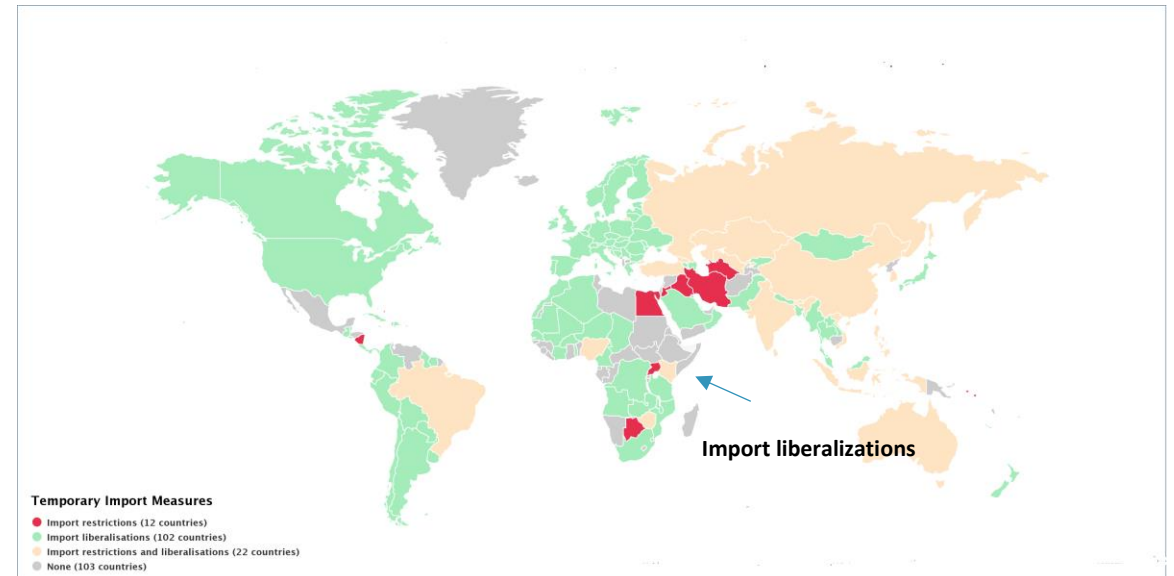 Import liberalizations
Temporary Import Measures
Import restrictions (12 countries)
Import liberalisations (102 countries)
Import restrictions and liberalisations (22 countries)
None (103 countries)